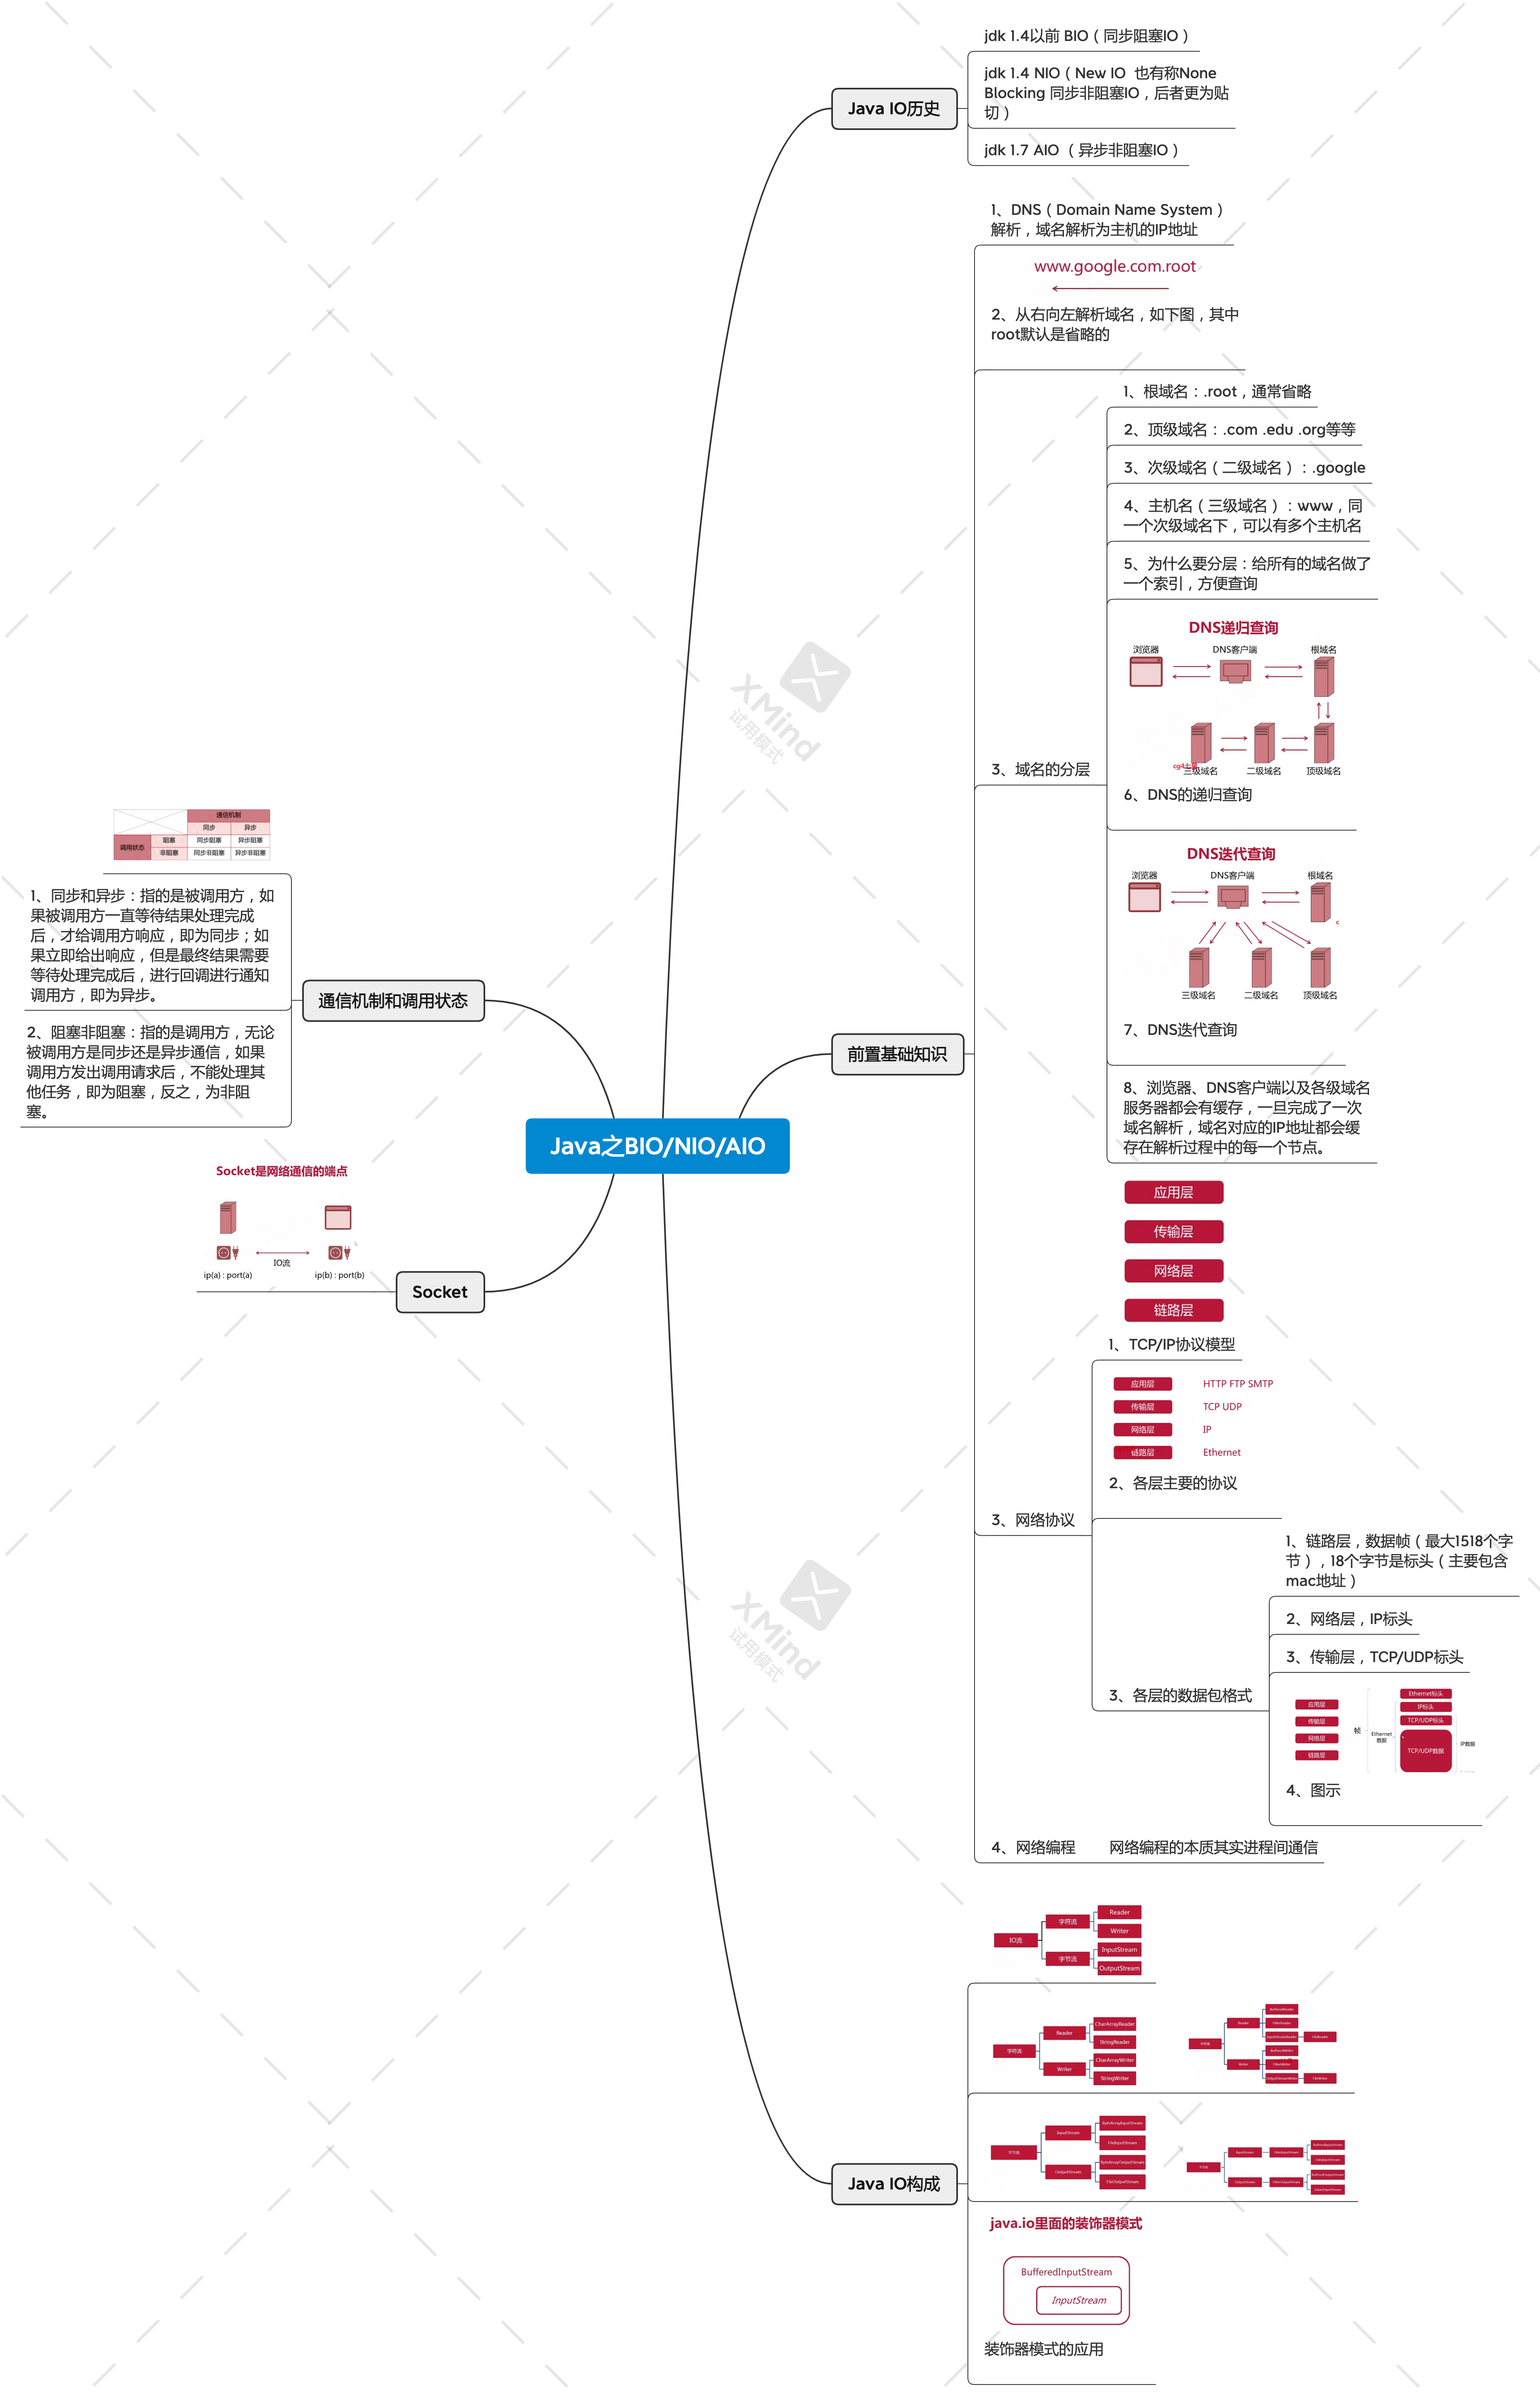 Java之BIO/NIO/AIO
Java IO历史
jdk 1.4以前 BIO（同步阻塞IO）
jdk 1.4 NIO（New IO 也有称None
Blocking 同步非阻塞IO，后者更为贴
切）
jdk 1.7 AIO （异步非阻塞IO）
前置基础知识
1、DNS（Domain Name System）
解析，域名解析为主机的IP地址
www.google.com.root
2、从右向左解析域名，如下图，其中
root默认是省略的
3、域名的分层
1、根域名：.root，通常省略
2、顶级域名：.com .edu .org等等
3、次级域名（二级域名）：.google
4、主机名（三级域名）：www，同
一个次级域名下，可以有多个主机名
5、为什么要分层：给所有的域名做了
一个索引，方便查询
DNS递归查询
浏览器 DNS客户端 根域名
三级域名 二级域名 顶级域名
6、DNS的递归查询
DNS迭代查询
浏览器 DNS客户端 根域名
三级域名 二级域名 顶级域名
7、DNS迭代查询
8、浏览器、DNS客户端以及各级域名
服务器都会有缓存，一旦完成了一次
域名解析，域名对应的IP地址都会缓
存在解析过程中的每一个节点。
3、网络协议
应用层
传输层
网络层
链路层
1、TCP/IP协议模型
应用层 HTTP FTP SMTP
传输层 TCP UDP
网络层 IP
链路层 Ethernet
2、各层主要的协议
3、各层的数据包格式
1、链路层，数据帧（最大1518个字
节），18个字节是标头（主要包含
mac地址）
2、网络层，IP标头
3、传输层，TCP/UDP标头
应用层
传输层
网络层
链路层
帧
Ethernet
数据
Ethernet标头
IP标头
TCP/UDP标头
TCP/UDP数据
IP数据
4、图示
4、网络编程
网络编程的本质其实进程间通信
Java IO构成
IO流
字符流
Reader
Writer
字节流
InputStream
OutputStream
字符流
Reader
CharArrayReader
StringReader
Writer
CharArrayWriter
StringWriter
字符流
Reader
BufferedReader
FilterReader
InputStreamReader
FileReader
Writer
BufferedWriter
FilterWriter
OutputStreamWriter
FileWriter
字节流
InputStream
ByteArrayInputStream
FileInputStream
OutputStream
ByteArrayOutputStream
FileOutputStream
字节流
InputStream
FilterInputStream
BufferedInputStream
DataInputStream
OutputStream
FilterOutputStream
BufferedOutputStream
DataOutputStream
java.io里面的装饰器模式
BufferedInputStream
InputStream
装饰器模式的应用
通信机制和调用状态
通信机制
同步 异步
调用状态
阻塞 同步阻塞 异步阻塞
非阻塞 同步非阻塞 异步非阻塞
1、同步和异步：指的是被调用方，如
果被调用方一直等待结果处理完成
后，才给调用方响应，即为同步；如
果立即给出响应，但是最终结果需要
等待处理完成后，进行回调进行通知
调用方，即为异步。
2、阻塞非阻塞：指的是调用方，无论
被调用方是同步还是异步通信，如果
调用方发出调用请求后，不能处理其
他任务，即为阻塞，反之，为非阻
塞。
Socket
Socket是网络通信的端点
IO流
ip(a) : port(a) ip(b) : port(b)
XMind
试用模式
XMind
试用模式